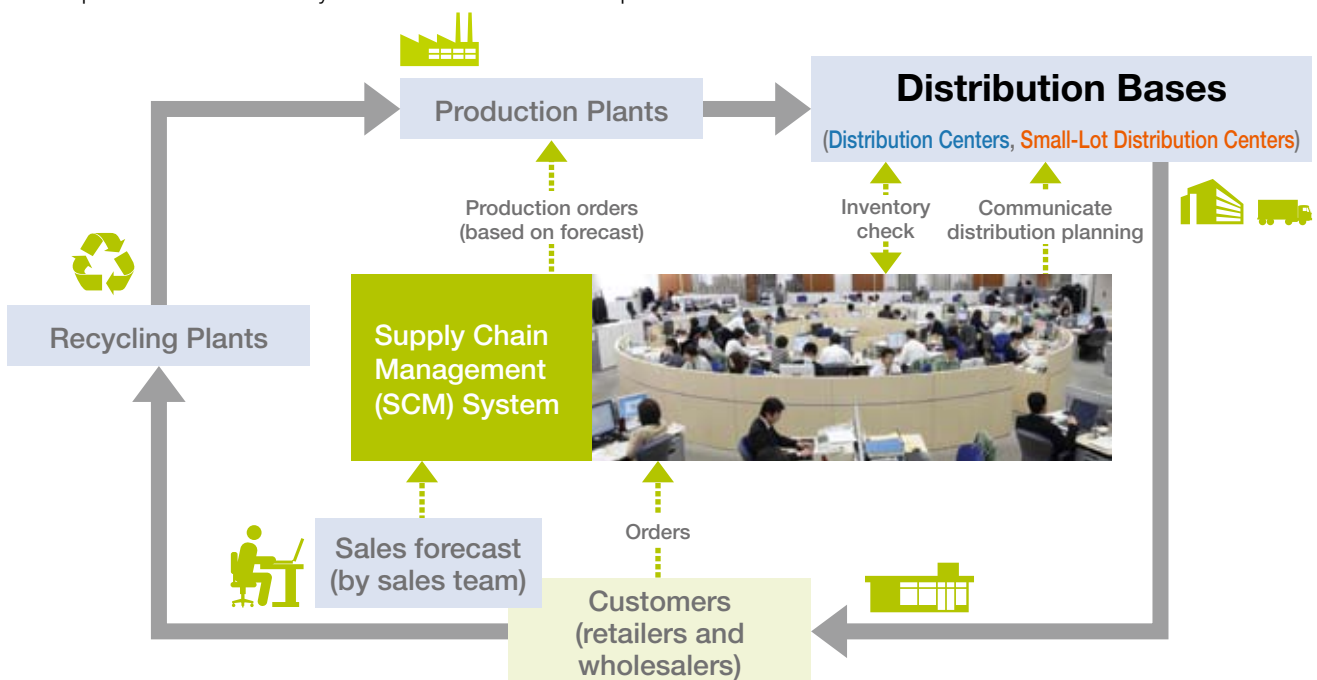 Production Plants
Distribution Bases
(Distribution Centers, Small-Lot Distribution Centers)
Production orders
(based on forecast)
Inventory
check
Communicate
distribution planning
Recycling Plants
Supply Chain
Management
(SCM) System
Sales forecast
(by sales team)
Orders
Customers
(retailers and
wholesalers)